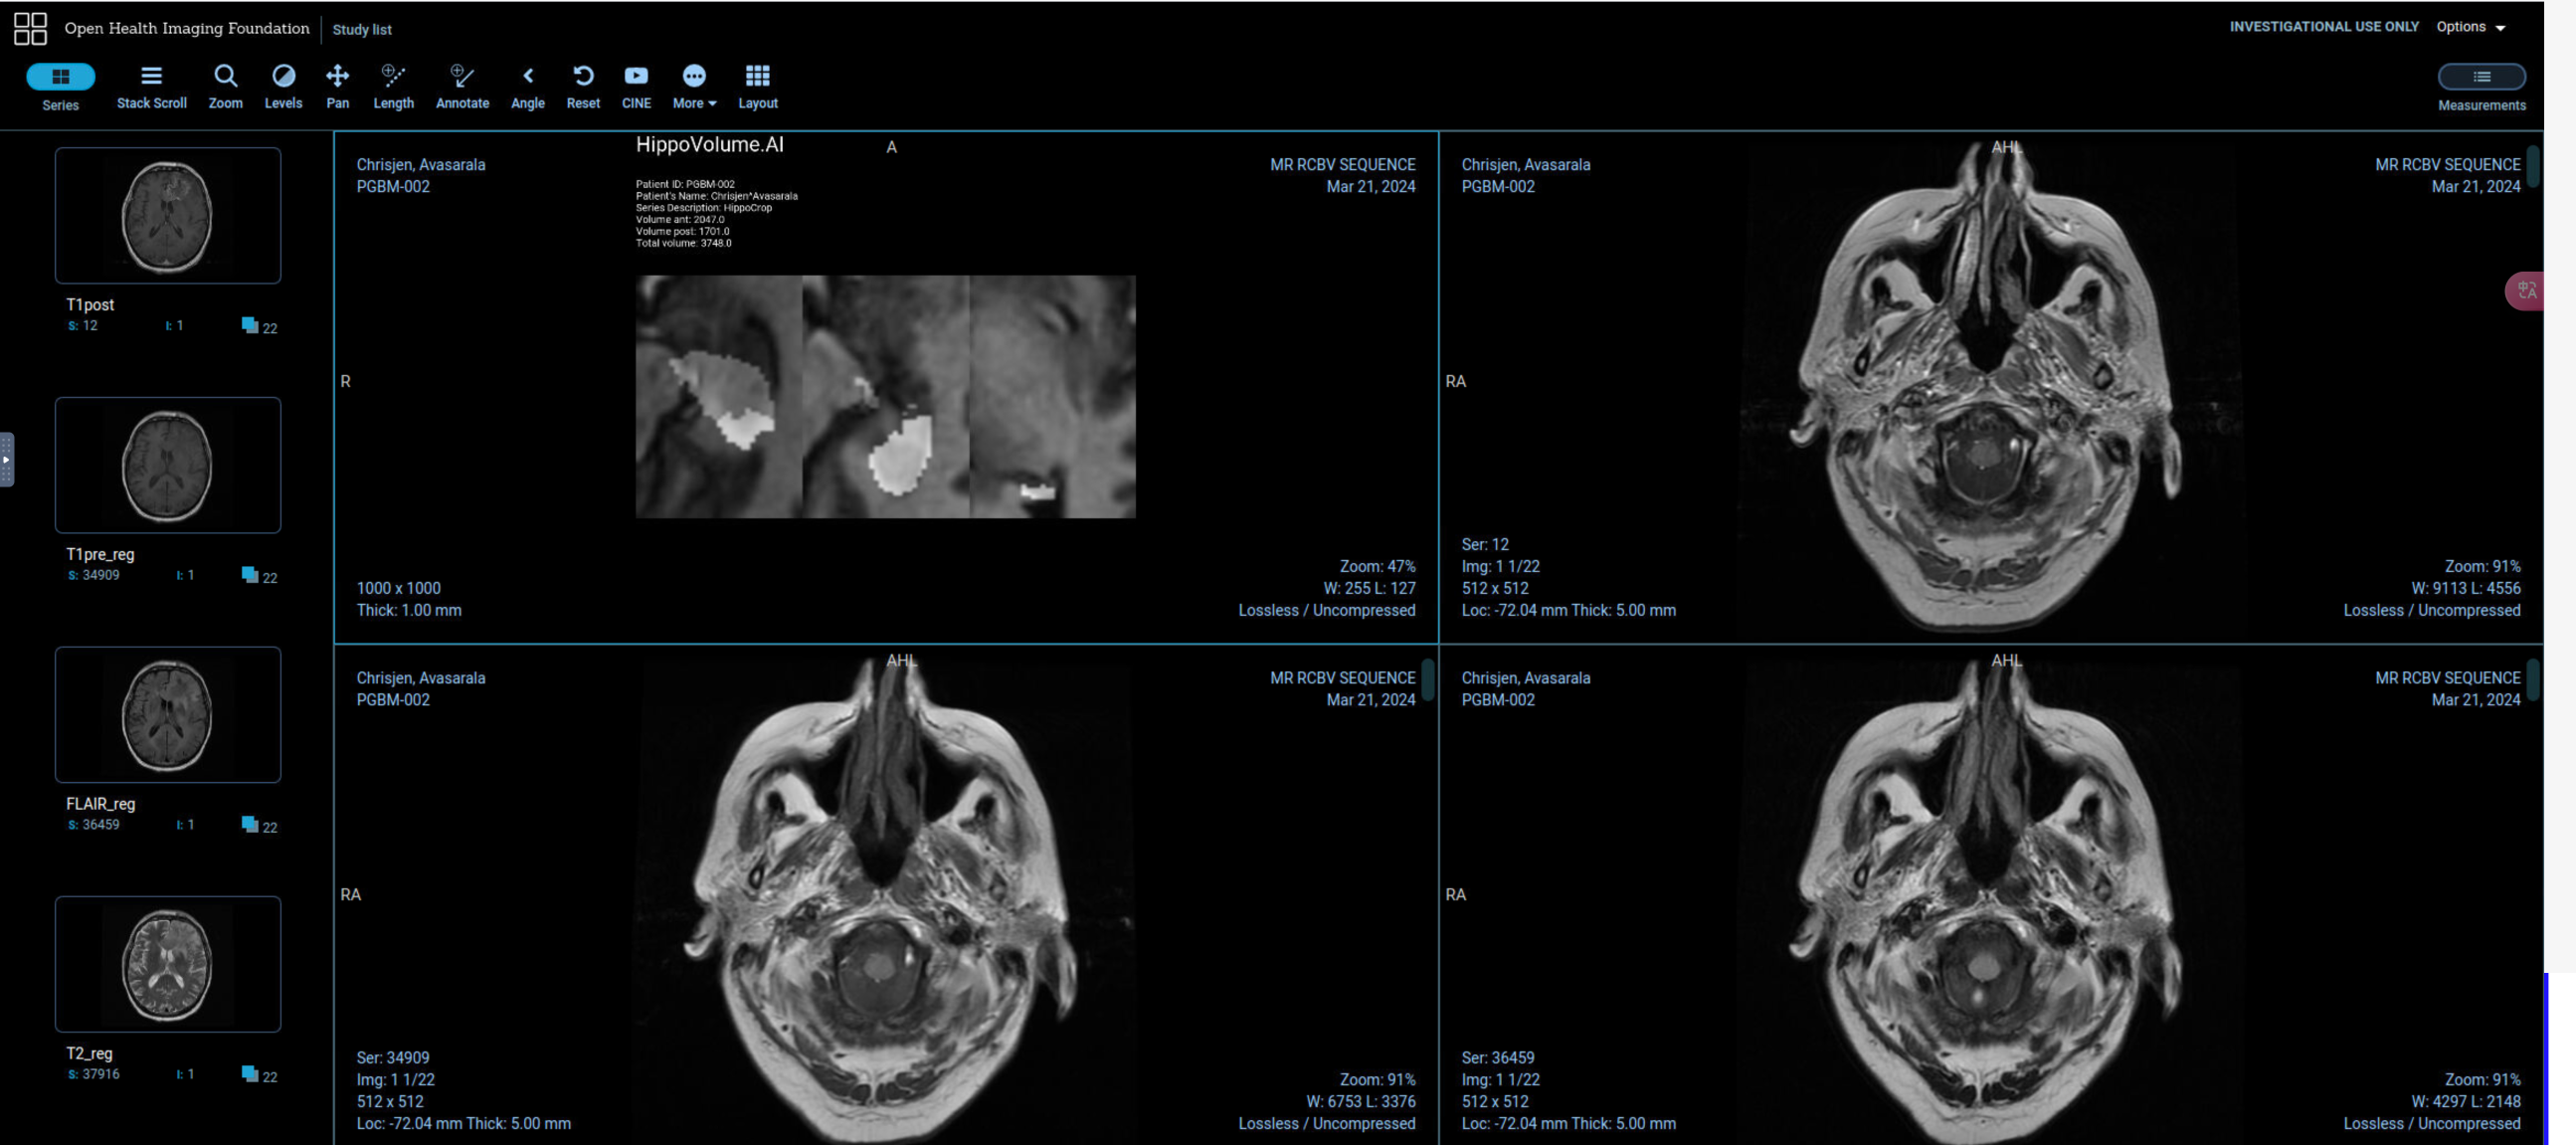 Open Health Imaging Foundation
Study list
INVESTIGATIONAL USE ONLY
Options
Series
Stack Scroll
Zoom
Levels
Pan
Length
Annotate
Angle
Reset
CINE
More
Layout
Measurements
T1post
S: 12 I: 1 22
T1pre_reg
S: 34909 I: 1 22
FLAIR_reg
S: 36459 I: 1 22
T2_reg
S: 37916 I: 1 22
Chrisjen, Avasarala
PGBM-002
HippoVolume.AI
A
Patient ID: PGBM-002
Patient's Name: Chrisjen^Avasarala
Series Description: HippoCrop
Volume ant: 2047.0
Volume post: 1701.0
Total volume: 3748.0
MR RCBV SEQUENCE
Mar 21, 2024
R
1000 x 1000
Thick: 1.00 mm
Zoom: 47%
W: 255 L: 127
Lossless / Uncompressed
Chrisjen, Avasarala
PGBM-002
AHL
MR RCBV SEQUENCE
Mar 21, 2024
中A
RA
Ser: 12
Img: 1 1/22
512 x 512
Loc: -72.04 mm Thick: 5.00 mm
Zoom: 91%
W: 9113 L: 4556
Lossless / Uncompressed
Chrisjen, Avasarala
PGBM-002
AHL
MR RCBV SEQUENCE
Mar 21, 2024
RA
Ser: 34909
Img: 1 1/22
512 x 512
Loc: -72.04 mm Thick: 5.00 mm
Zoom: 91%
W: 6753 L: 3376
Lossless / Uncompressed
Chrisjen, Avasarala
PGBM-002
AHL
MR RCBV SEQUENCE
Mar 21, 2024
RA
Ser: 36459
Img: 1 1/22
512 x 512
Loc: -72.04 mm Thick: 5.00 mm
Zoom: 91%
W: 4297 L: 2148
Lossless / Uncompressed